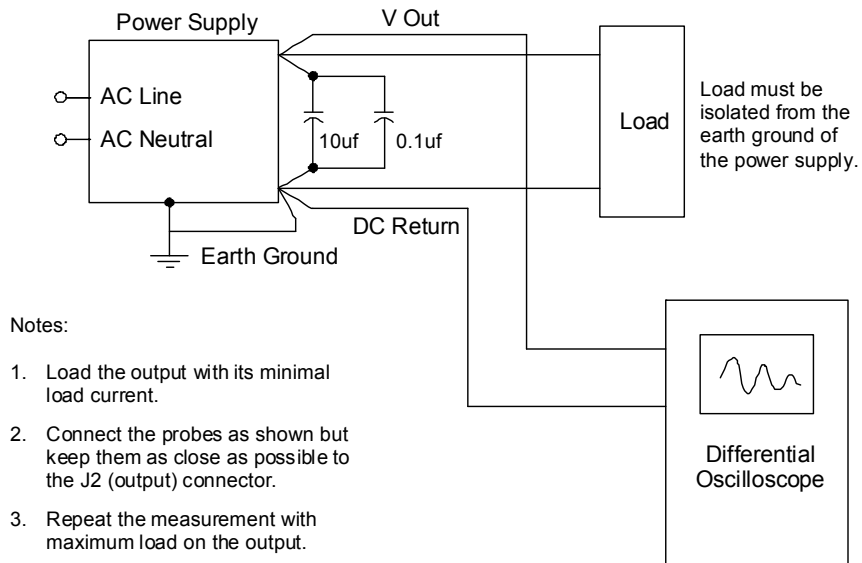 Power Supply
V Out
AC Line
AC Neutral
10uf
0.1uf
Load
Load must be
isolated from the
earth ground of
the power supply.
DC Return
Earth Ground
Notes:
1. Load the output with its minimal
load current.
2. Connect the probes as shown but
keep them as close as possible to
the J2 (output) connector.
3. Repeat the measurement with
maximum load on the output.
Differential
Oscilloscope